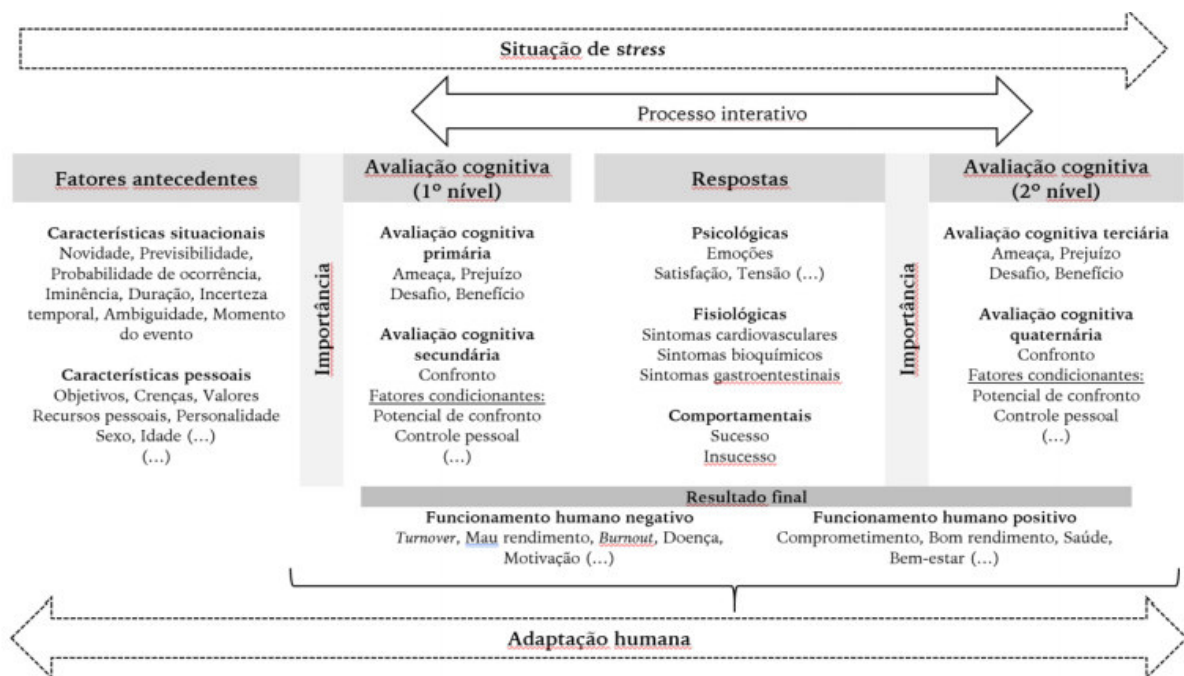 Situação de stress
Processo interativo
Fatores antecedentes
Características situacionais
Novidade, Previsibilidade,
Probabilidade de ocorrência,
Iminência, Duração, Incerteza
temporal, Ambiguidade, Momento
do evento
Características pessoais
Objetivos, Crenças, Valores
Recursos pessoais, Personalidade
Sexo, Idade (...)
(...)
Importância
Avaliação cognitiva
(1º nível)
Avaliação cognitiva
primária
Ameaça, Prejuízo
Desafio, Benefício
Avaliação cognitiva
secundária
Confronto
Fatores condicionantes:
Potencial de confronto
Controle pessoal
(...)
Respostas
Psicológicas
Emoções
Satisfação, Tensão (...)
Fisiológicas
Sintomas cardiovasculares
Sintomas bioquímicos
Sintomas gastroentestinais
Comportamentais
Sucesso
Insucesso
Importância
Avaliação cognitiva
(2º nível)
Avaliação cognitiva terciária
Ameaça, Prejuízo
Desafio, Benefício
Avaliação cognitiva
quaternária
Confronto
Fatores condicionantes:
Potencial de confronto
Controle pessoal
(...)
Resultado final
Funcionamento humano negativo
Turnover, Mau rendimento, Burnout, Doença,
Motivação (...)
Funcionamento humano positivo
Comprometimento, Bom rendimento, Saúde,
Bem-estar (...)
Adaptação humana